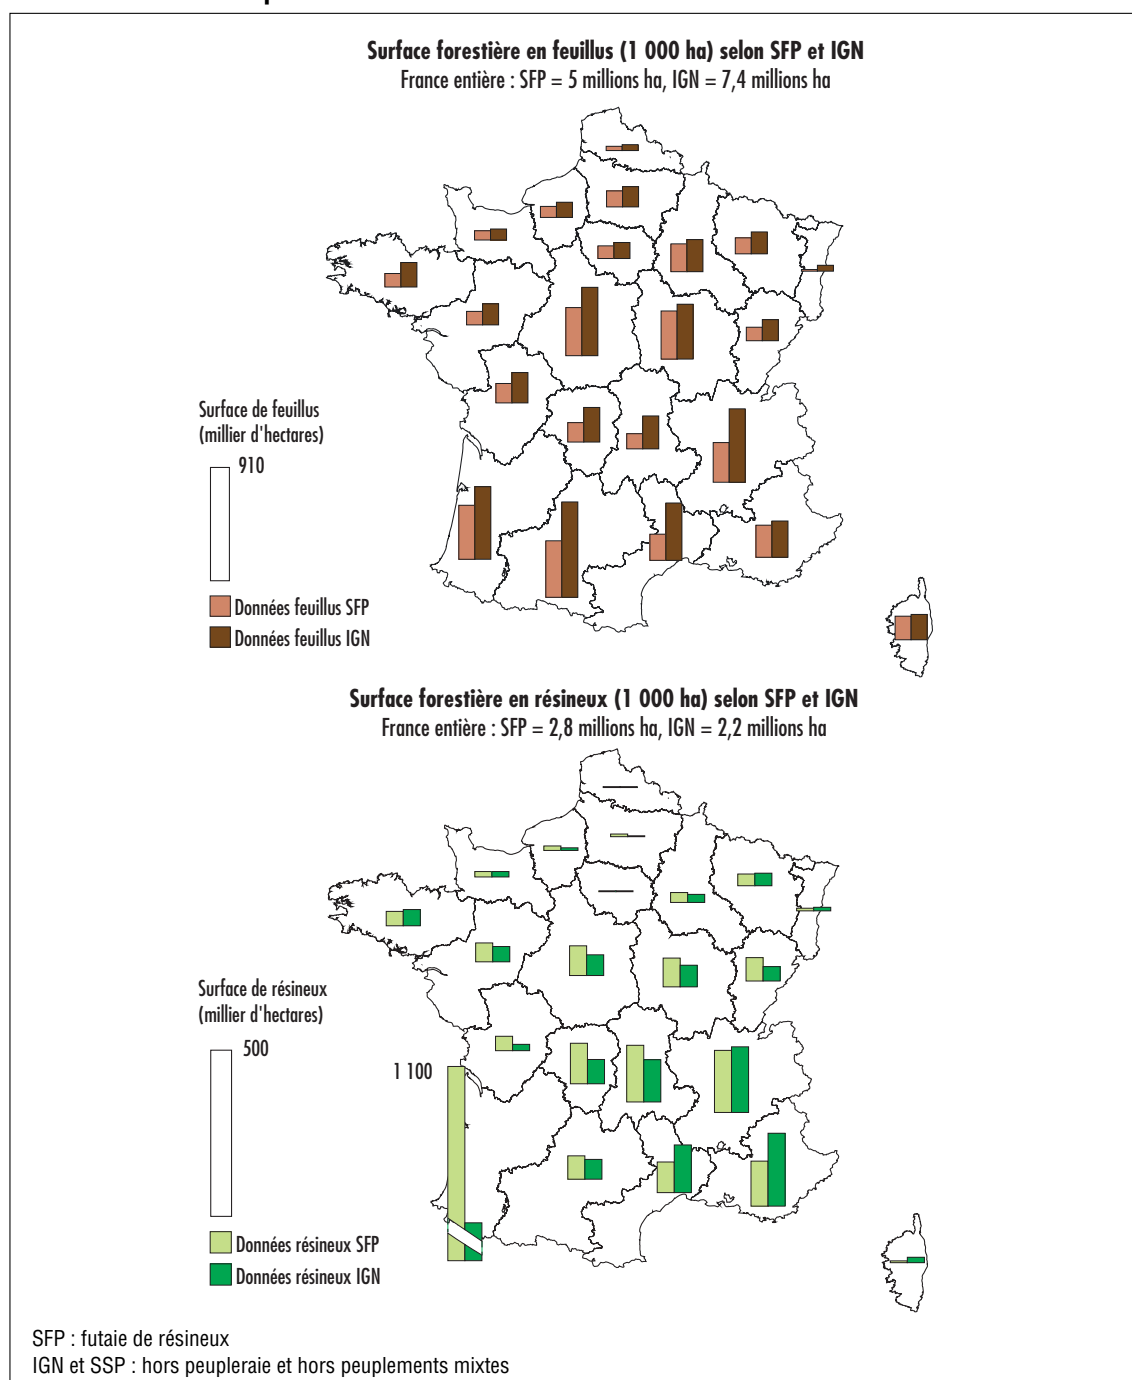 Surface forestière en feuillus (1 000 ha) selon SFP et IGN
France entière : SFP = 5 millions ha, IGN = 7,4 millions ha
Surface de feuillus
(millier d'hectares)
910
Données feuillus SFP
Données feuillus IGN
Surface forestière en résineux (1 000 ha) selon SFP et IGN
France entière : SFP = 2,8 millions ha, IGN = 2,2 millions ha
Surface de résineux
(millier d'hectares)
500
1 100
Données résineux SFP
Données résineux IGN
SFP : futaie de résineux
IGN et SSP : hors peupleraie et hors peuplements mixtes